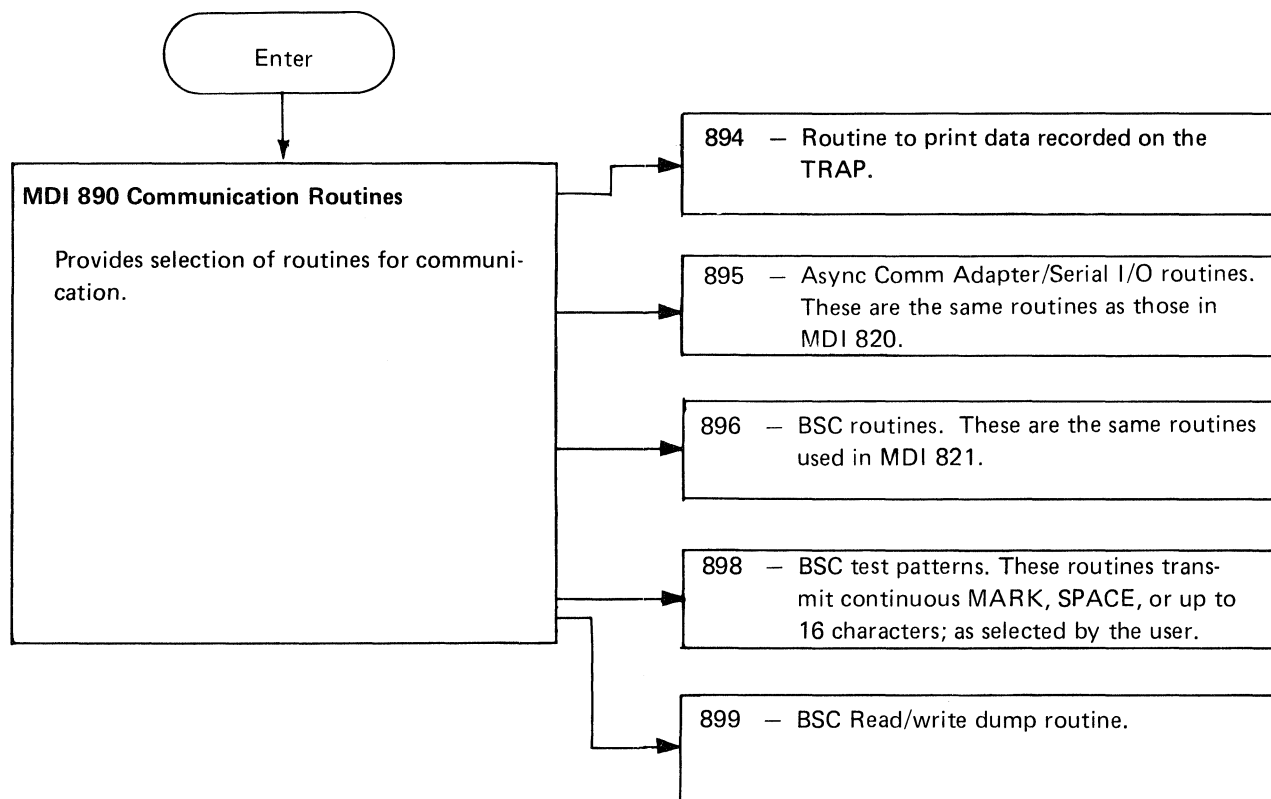 Enter
MDI 890 Communication Routines
Provides selection of routines for communi-
cation.
894 — Routine to print data recorded on the
TRAP.
895 — Async Comm Adapter/Serial I/O routines.
These are the same routines as those in
MDI 820.
896 — BSC routines. These are the same routines
used in MDI 821.
898 — BSC test patterns. These routines trans-
mit continuous MARK, SPACE, or up to
16 characters; as selected by the user.
899 — BSC Read/write dump routine.